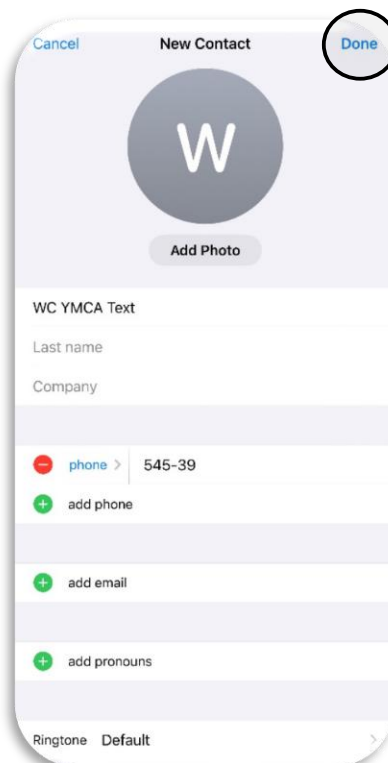 Cancel New Contact Done
W
Add Photo
WC YMCA Text
Last name
Company
phone > 545-39
add phone
add email
add pronouns
Ringtone Default >